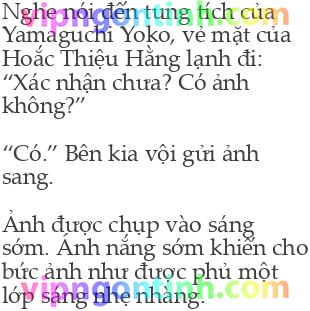 Nghe nói đến tung tích của
Yamaguchi Yoko, vẻ mặt của
Hoắc Thiệu Hằng lạnh đi:
“Xác nhận chưa? Có ảnh
không?”
“Có.” Bên kia vội gửi ảnh
sang.
Ảnh được chụp vào sáng
sớm. Ánh nắng sớm khiến cho
bức ảnh như được phủ một
lớp sáng nhẹ nhàng.
vipngontinh.com
vipngontinh.com